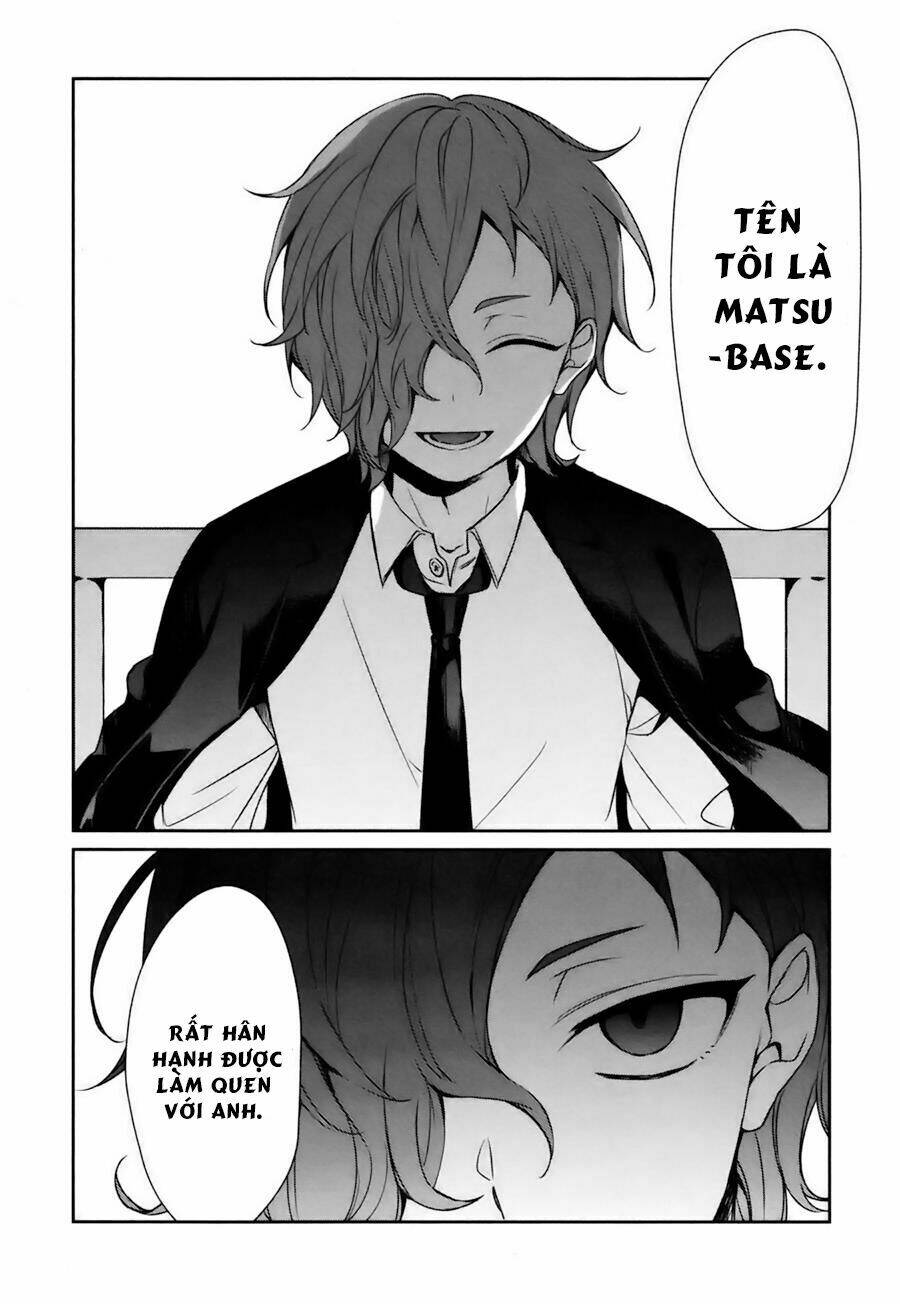 TÊN
TÔI LÀ
MATSU
-BASE.
RẤT HÂN
HẠNH ĐƯỢC
LÀM QUEN
VỚI ANH.